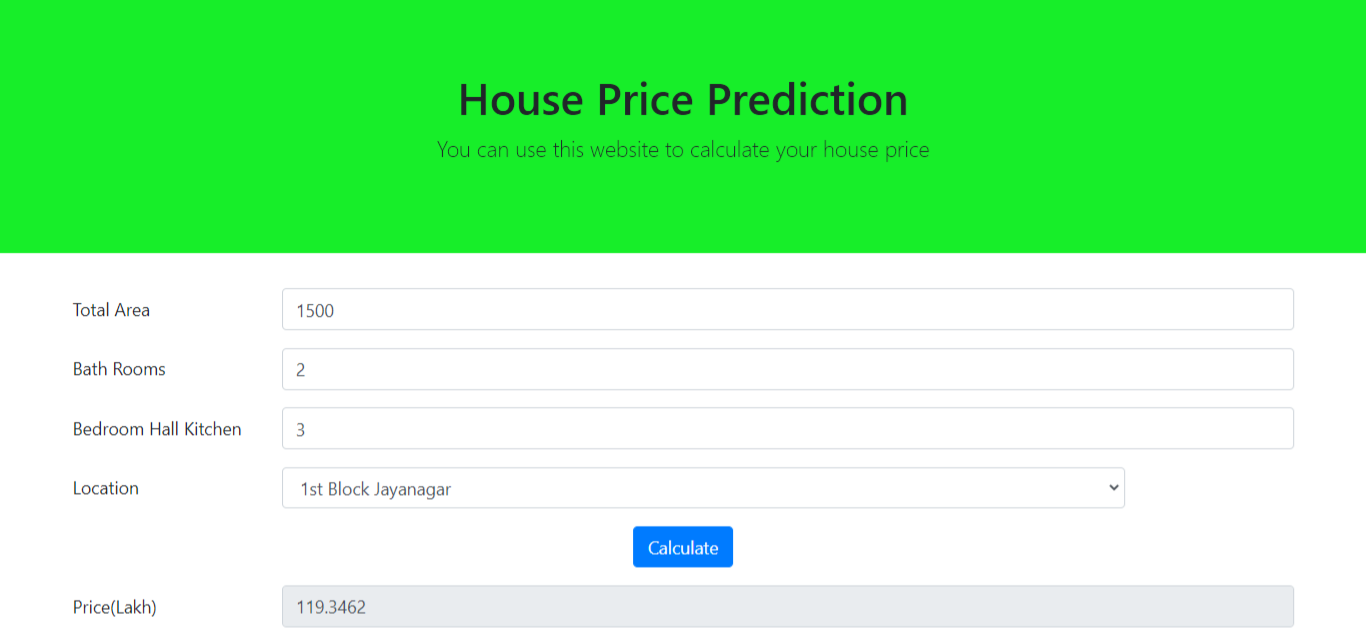 House Price Prediction
You can use this website to calculate your house price
Total Area 1500
Bath Rooms 2
Bedroom Hall Kitchen 3
Location 1st Block Jayanagar
Calculate
Price(Lakh) 119.3462